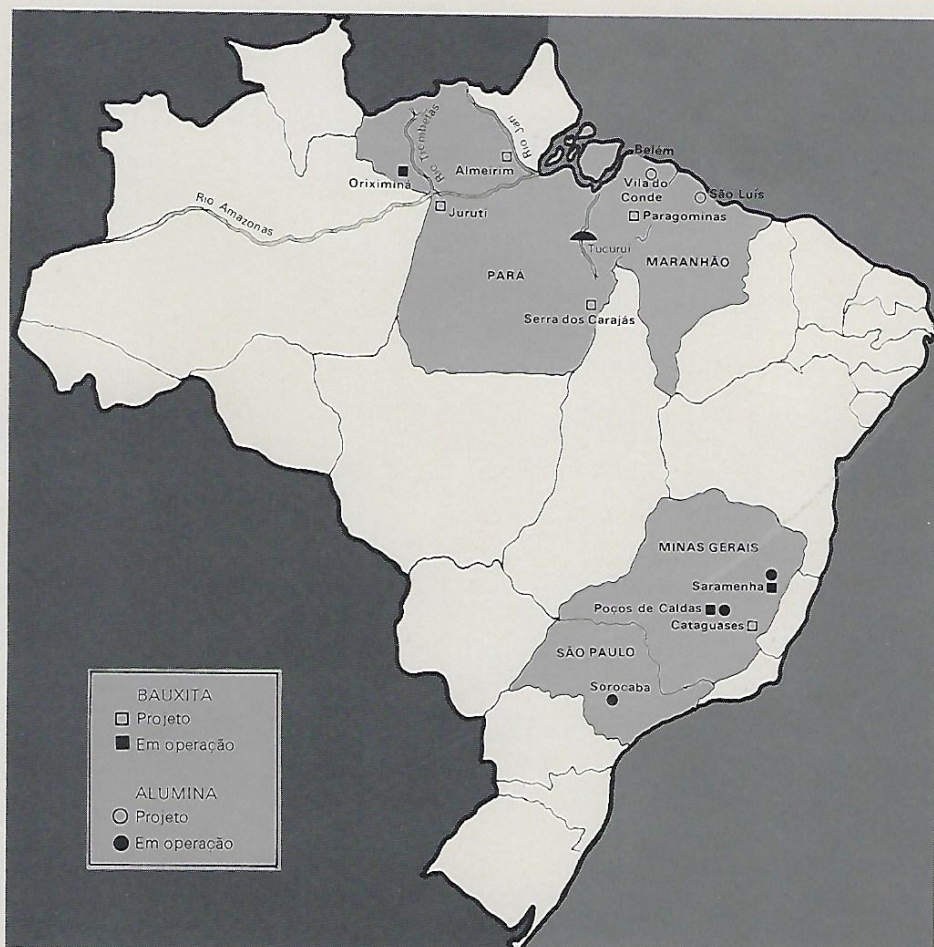 Rio Trombetas
Rio Jari
Belém
Almeirim
Oriximiná
Vila do
Conde
São Luís
Rio Amazonas
Juruti
Paragominas
Tucuruí
MARANHÃO
PARÁ
Serra dos Carajás
MINAS GERAIS
Saramenha
Poços de Caldas
Cataguases
SÃO PAULO
Sorocaba
BAUXITA
Projeto
Em operação
ALUMINA
Projeto
Em operação